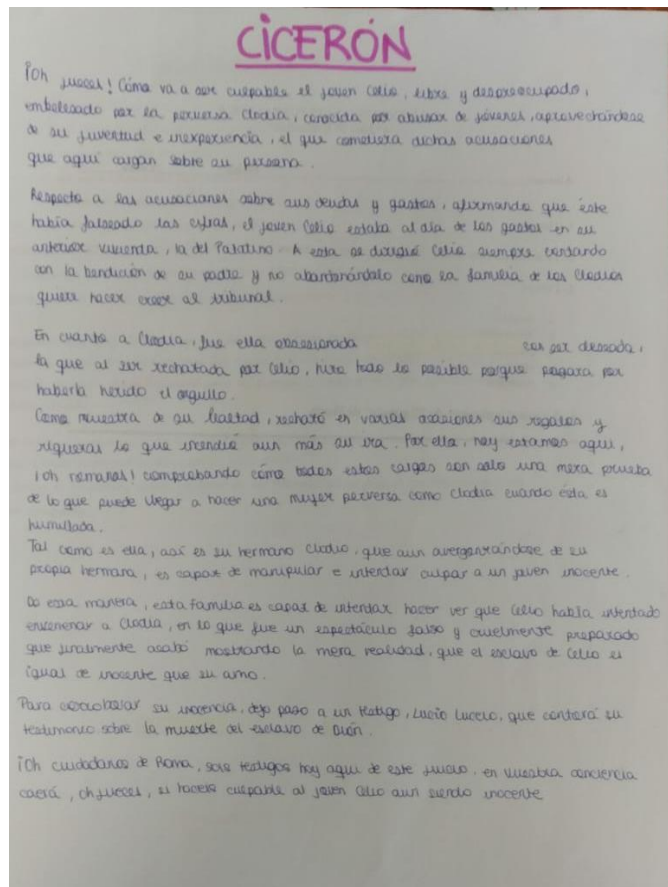 CICERÓN
¡Oh jueces! Cómo va a ser culpable el joven Celio, libre y despreocupado,
embelesado por la perversa Clodia, conocida por abusar de jóvenes, aprovechándose
de su juventud e inexperiencia, el que cometiera dichas acusaciones
que aquí cargan sobre su persona.
Respecto a las acusaciones sobre sus deudas y gastos, afirmando que éste
había falseado las cifras, el joven Celio estaba al día de los gastos en su
anterior vivienda, la del Palatino. A esta se dirigió Celio siempre contando
con la bendición de su padre y no abandonándolo como la familia de los Clodios
quiere hacer creer al tribunal.
En cuanto a Clodia, fue ella obsesionada con ser deseada,
la que al ser rechazada por Celio, hizo todo lo posible porque pagara por
haberla herido el orgullo.
Como muestra de su lealtad, rechazó en varias ocasiones sus regalos y
riquezas lo que incendió aun más su ira. Por ella, hoy estamos aquí,
¡oh romanos! comprobando cómo todos estos cargos son solo una mera prueba
de lo que puede llegar a hacer una mujer perversa como Clodia cuando ésta es
humillada.
Tal como es ella, así es su hermano Clodio, que aun avergonzándose de su
propia hermana, es capaz de manipular e intentar culpar a un joven inocente.
De esa manera, esta familia es capaz de intentar hacer ver que Celio había intentado
envenenar a Clodia, en lo que fue un espectáculo falso y cruelmente preparado
que finalmente acabó mostrando la mera realidad, que el esclavo de Celio es
igual de inocente que su amo.
Para corroborar su inocencia, dejo paso a un testigo, Lucio Luceio, que contará su
testimonio sobre la muerte del esclavo de Dión.
¡Oh ciudadanos de Roma, sois testigos hoy aquí de este juicio, en vuestra conciencia
caerá, oh jueces, si hacéis culpable al joven Celio aun siendo inocente